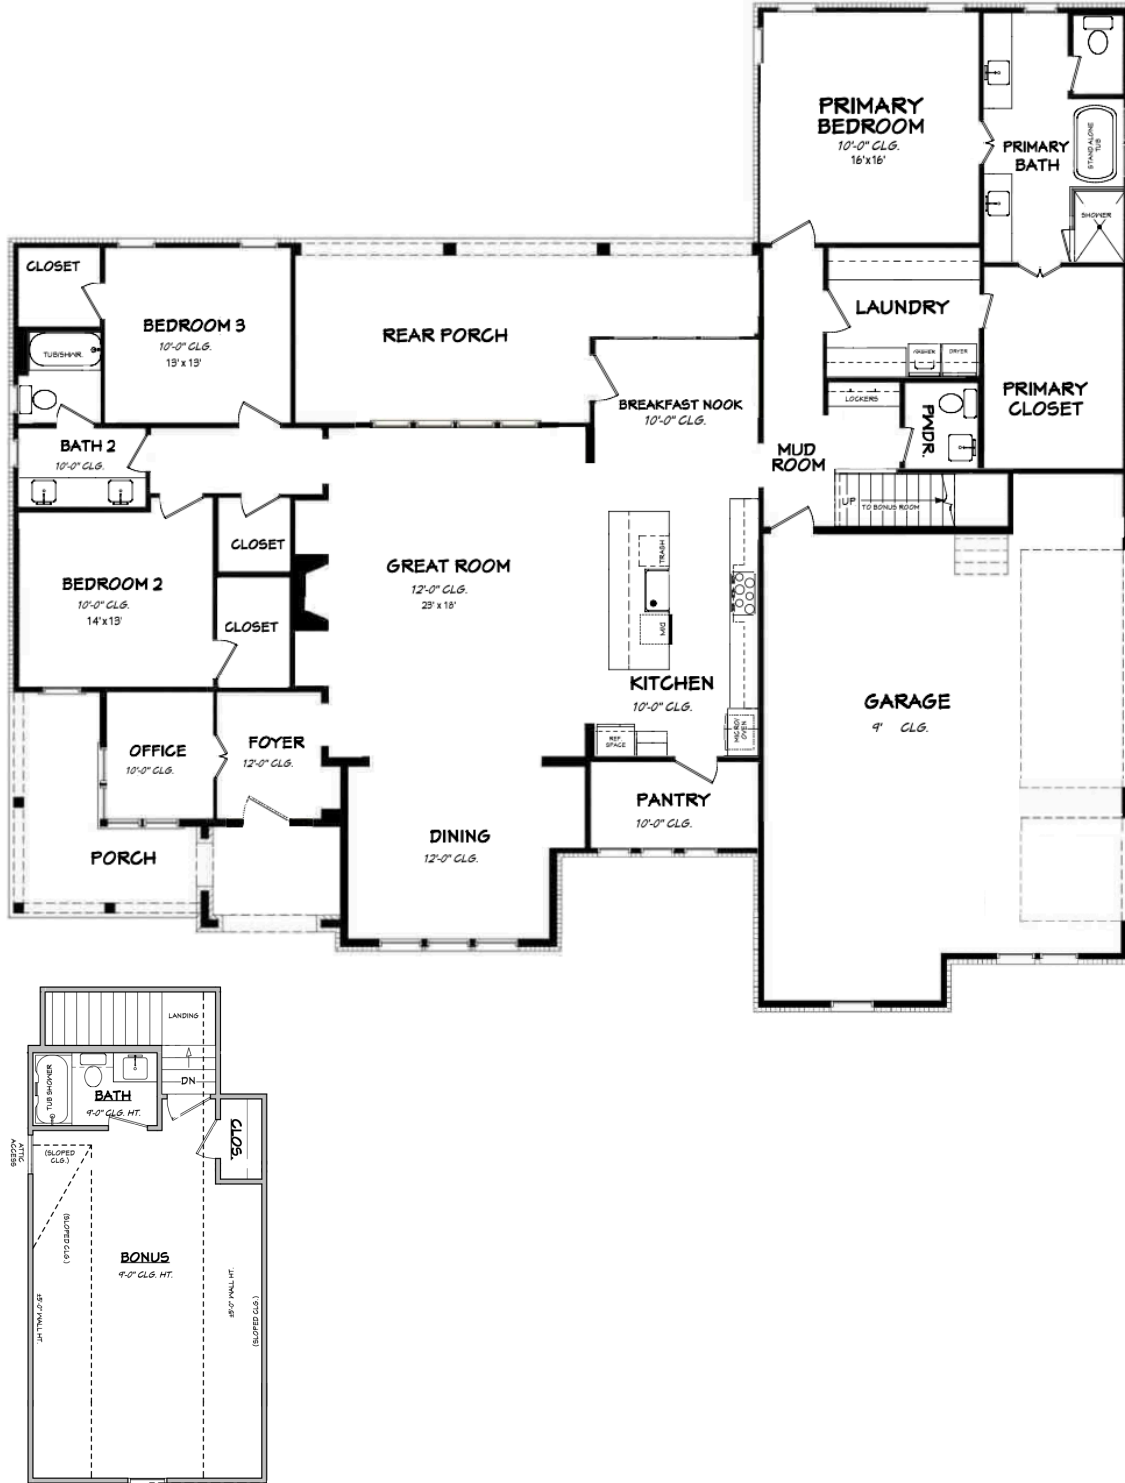 PRIMARY
BEDROOM
10'-0" CLG.
16'x16'
PRIMARY
BATH
STAND ALONE
TUB
SHOWER
CLOSET
BEDROOM 3
10'-0" CLG.
13' x 13'
REAR PORCH
LAUNDRY
WASHER
DRYER
TUB/SHWR.
LOCKERS
PRIMARY
CLOSET
BREAKFAST NOOK
10'-0" CLG.
PWDR.
BATH 2
10'-0" CLG.
MUD
ROOM
UP
TO BONUS ROOM
CLOSET
GREAT ROOM
12'-0" CLG.
23' x 18'
TRASH
BEDROOM 2
10'-0" CLG.
14'x13'
CLOSET
D/W
KITCHEN
10'-0" CLG.
GARAGE
9' CLG.
OFFICE
10'-0" CLG.
FOYER
12'-0" CLG.
REF.
SPACE
MICRO/
OVEN
PANTRY
10'-0" CLG.
DINING
12'-0" CLG.
PORCH
LANDING
DN
TUB SHOWER
BATH
9'-0" CLG. HT.
CLOS.
ATTIC
ACCESS
(SLOPED
CLG.)
(SLOPED CLG.)
BONUS
9'-0" CLG. HT.
±5'-0" WALL HT.
±5'-0" WALL HT.
(SLOPED CLG.)